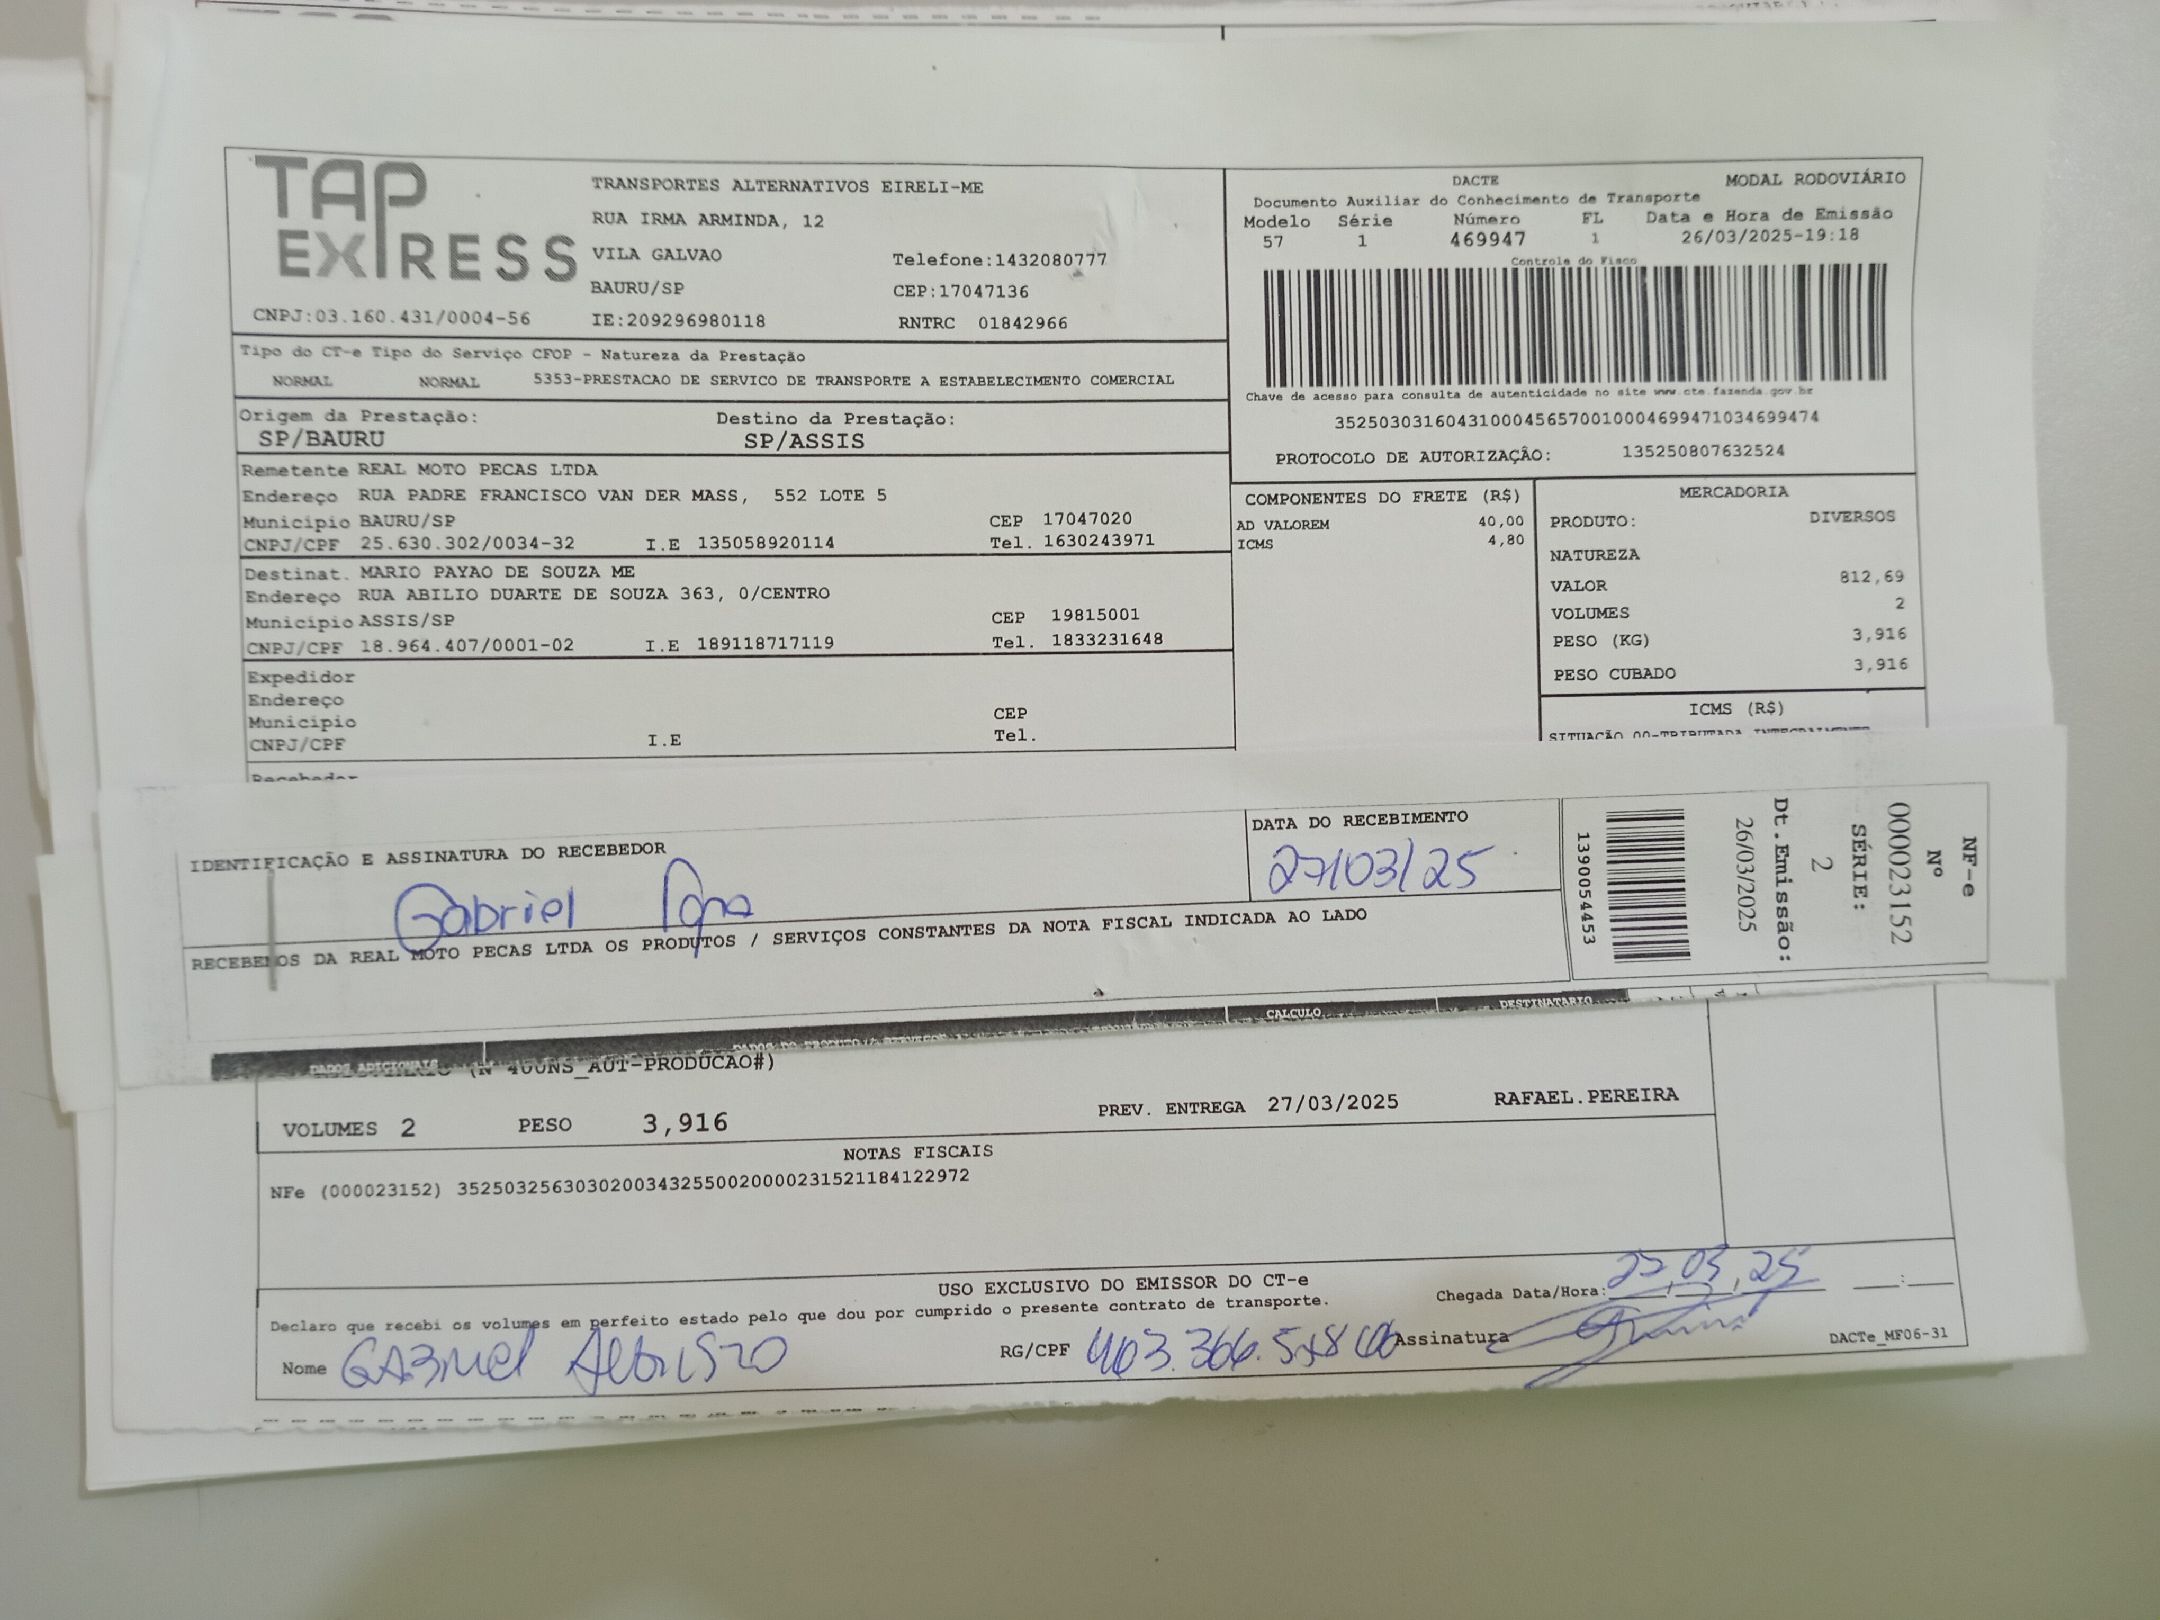 TAP EXPRESS
CNPJ:03.160.431/0004-56
TRANSPORTES ALTERNATIVOS EIRELI-ME
RUA IRMA ARMINDA, 12
VILA GALVAO Telefone:1432080777
BAURU/SP CEP:17047136
IE:209296980118 RNTRC 01842966
DACTE MODAL RODOVIÁRIO
Documento Auxiliar do Conhecimento de Transporte
Modelo Série Número FL Data e Hora de Emissão
57 1 469947 1 26/03/2025-19:18
Controle do Fisco
Chave de acesso para consulta de autenticidade no site www.cte.fazenda.gov.br
35250303160431000456570010004699471034699474
PROTOCOLO DE AUTORIZAÇÃO: 135250807632524
Tipo do CT-e Tipo do Serviço CFOP - Natureza da Prestação
NORMAL NORMAL 5353-PRESTACAO DE SERVICO DE TRANSPORTE A ESTABELECIMENTO COMERCIAL
Origem da Prestação: Destino da Prestação:
SP/BAURU SP/ASSIS
Remetente REAL MOTO PECAS LTDA
Endereço RUA PADRE FRANCISCO VAN DER MASS, 552 LOTE 5
Municipio BAURU/SP CEP 17047020
CNPJ/CPF 25.630.302/0034-32 I.E 135058920114 Tel. 1630243971
Destinat. MARIO PAYAO DE SOUZA ME
Endereço RUA ABILIO DUARTE DE SOUZA 363, 0/CENTRO
Municipio ASSIS/SP CEP 19815001
CNPJ/CPF 18.964.407/0001-02 I.E 189118717119 Tel. 1833231648
Expedidor
Endereço
Municipio CEP
CNPJ/CPF I.E Tel.
Recebedor
COMPONENTES DO FRETE (R$)
AD VALOREM 40,00
ICMS 4,80
MERCADORIA
PRODUTO: DIVERSOS
NATUREZA
VALOR 812,69
VOLUMES 2
PESO (KG) 3,916
PESO CUBADO 3,916
ICMS (R$)
SITUAÇÃO 00-TRIBUTADA INTEGRALMENTE
IDENTIFICAÇÃO E ASSINATURA DO RECEBEDOR
Gabriel
DATA DO RECEBIMENTO
27/03/25
RECEBEMOS DA REAL MOTO PECAS LTDA OS PRODUTOS / SERVIÇOS CONSTANTES DA NOTA FISCAL INDICADA AO LADO
NF-e
Nº
000023152
SÉRIE:
2
Dt.Emissão:
26/03/2025
1390054453
DADOS ADICIONAIS
CALCULO
DESTINATARIO
VOLUMES 2 PESO 3,916 PREV. ENTREGA 27/03/2025 RAFAEL.PEREIRA
NOTAS FISCAIS
NFe (000023152) 35250325630302003432550020000231521184122972
USO EXCLUSIVO DO EMISSOR DO CT-e
Declaro que recebi os volumes em perfeito estado pelo que dou por cumprido o presente contrato de transporte.
Chegada Data/Hora: 27,03,25
Nome GABRIEL
RG/CPF
Assinatura
DACTe_MF06-31